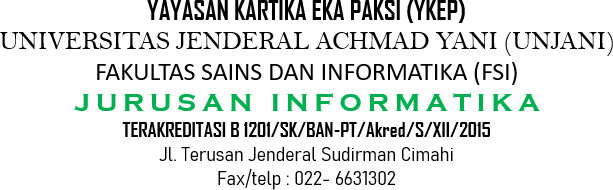 YAYASAN KARTIKA EKA PAKSI (YKEP)
UNIVERSITAS JENDERAL ACHMAD YANI (UNJANI)
FAKULTAS SAINS DAN INFORMATIKA (FSI)
JURUSAN INFORMATIKA
TERAKREDITASI B 1201/SK/BAN-PT/Akred/S/XII/2015
Jl. Terusan Jenderal Sudirman Cimahi
Fax/telp : 022- 6631302